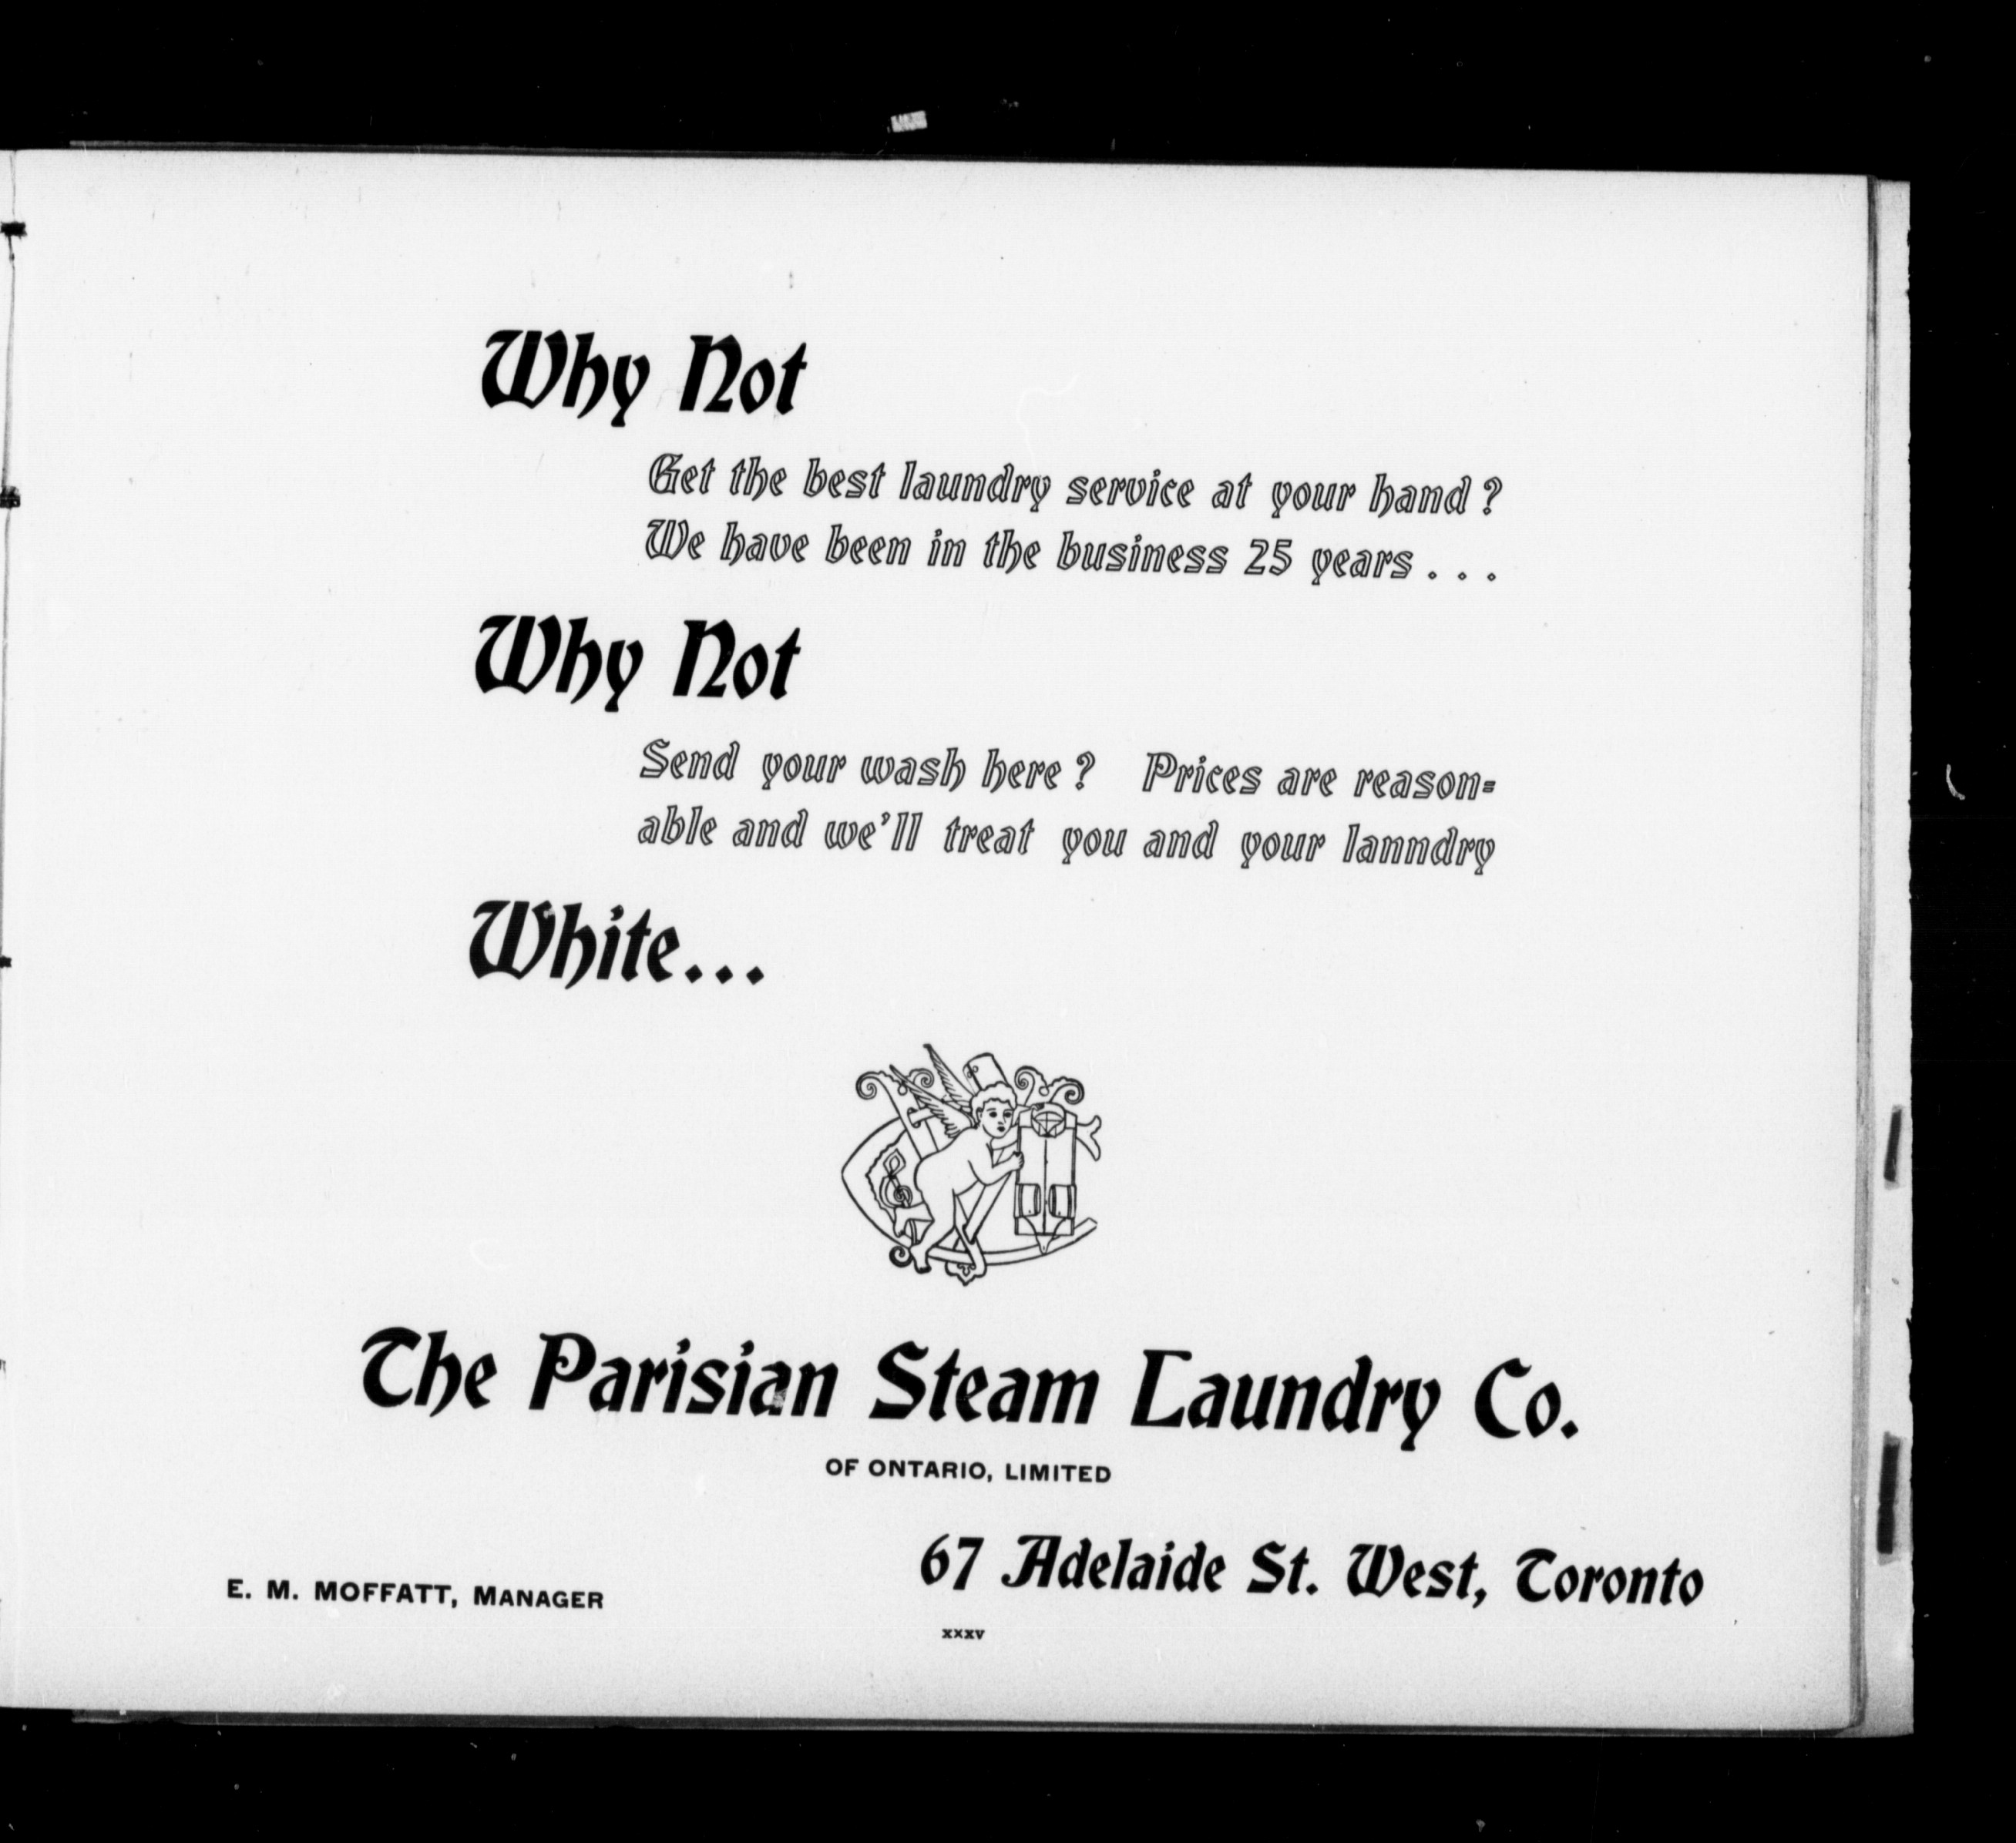 Why Not
Get the best laundry service at your hand?
We have been in the business 25 years . . .
Why Not
Send your wash here? Prices are reason=
able and we'll treat you and your lanndry
White...
The Parisian Steam Laundry Co.
OF ONTARIO, LIMITED
67 Adelaide St. West, Toronto
E. M. MOFFATT, MANAGER
xxxv